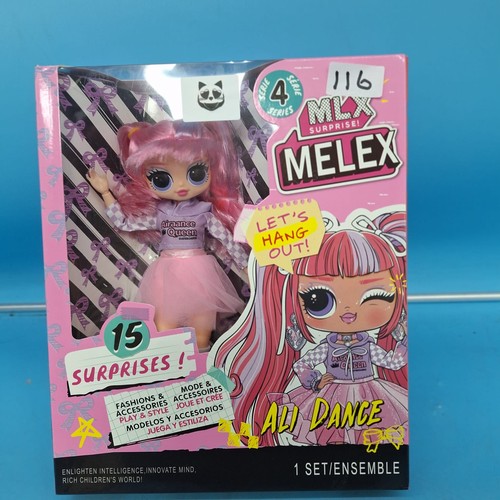 116
SÉRIE
4
SERIE
SERIES
MLX
SURPRISE!
MELEX
LET'S
HANG
OUT!
Airaance
Queen
15
SURPRISES!
FASHIONS &
ACCESSORIES
PLAY & STYLE
MODE &
ACCESSOIRES
JOUE ET CRÉE
MODELOS Y ACCESORIOS
JUEGA Y ESTILIZA
ALI DANCE
ENLIGHTEN INTELLIGENCE,INNOVATE MIND,
RICH CHILDREN'S WORLD!
1 SET/ENSEMBLE